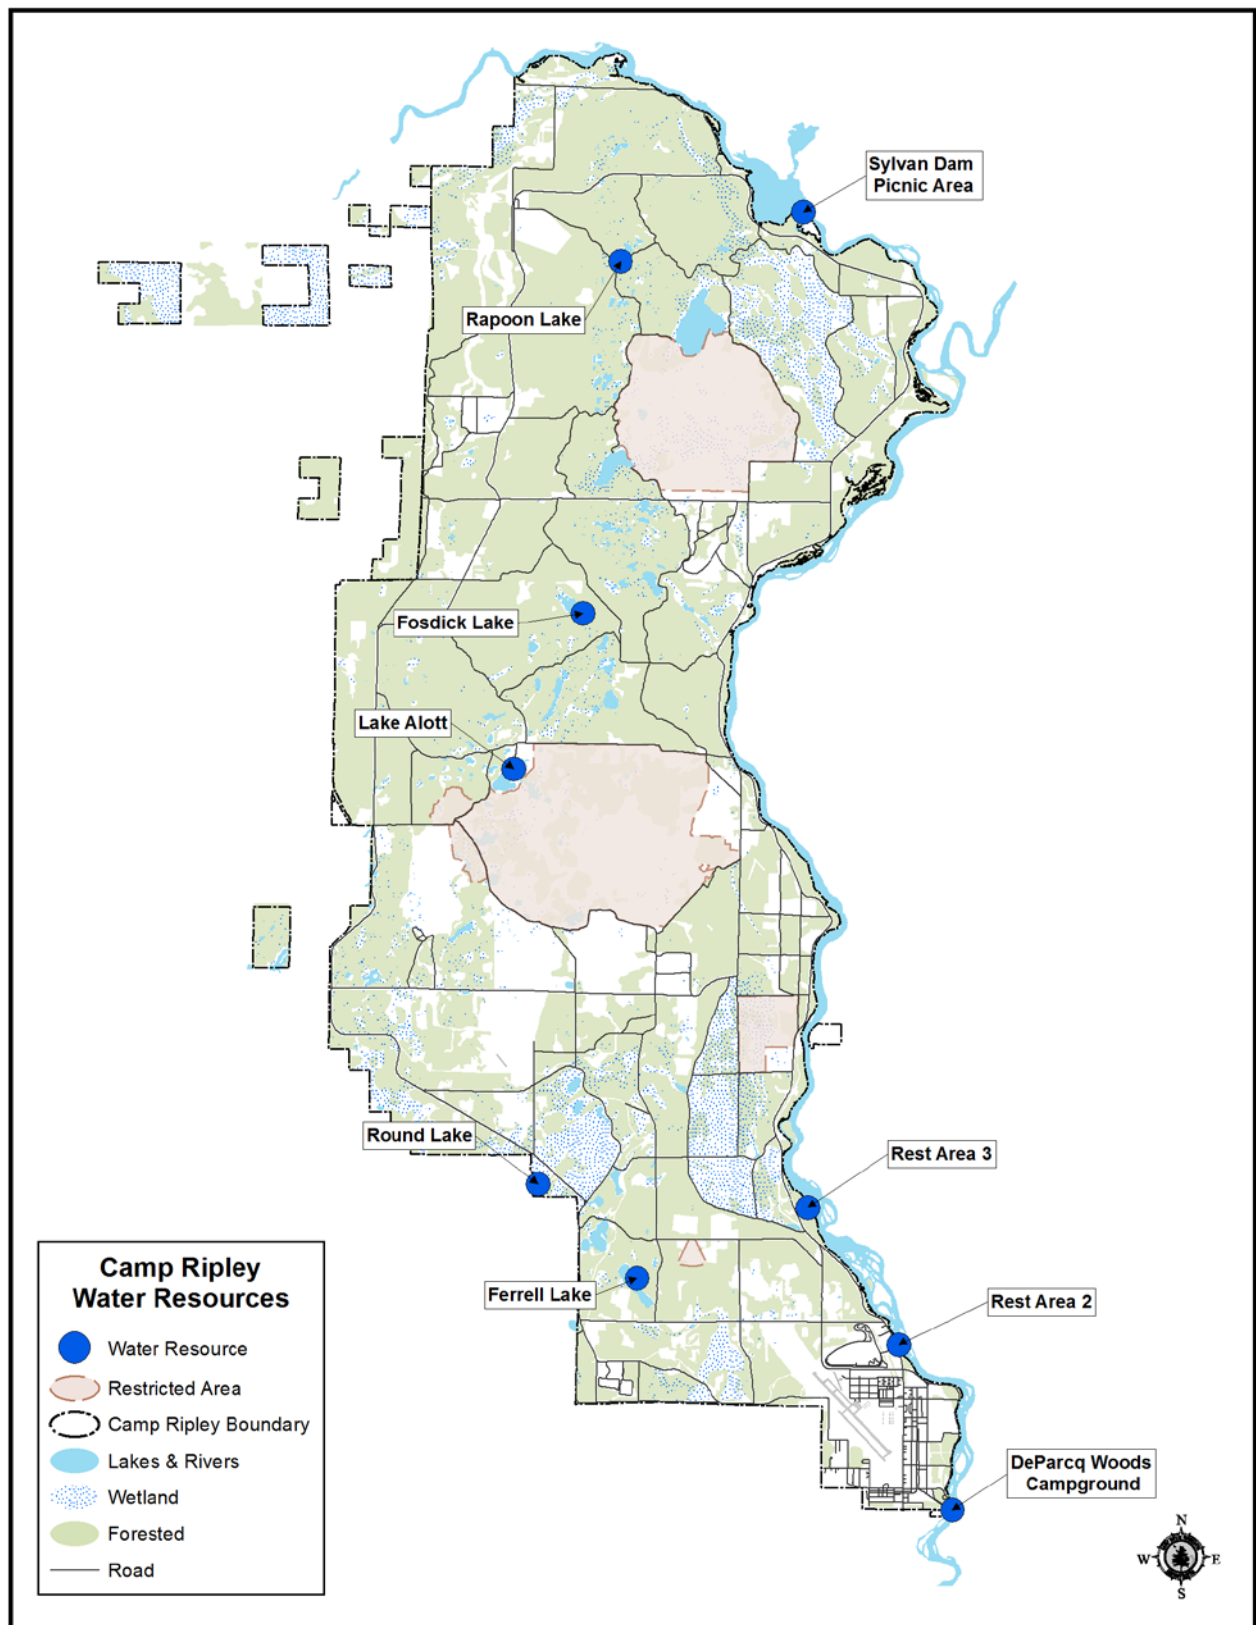 Sylvan Dam
Picnic Area
Rapoon Lake
Fosdick Lake
Lake Alott
Round Lake
Rest Area 3
Ferrell Lake
Rest Area 2
DeParcq Woods
Campground
Camp Ripley
Water Resources
Water Resource
Restricted Area
Camp Ripley Boundary
Lakes & Rivers
Wetland
Forested
Road
N
W E
S